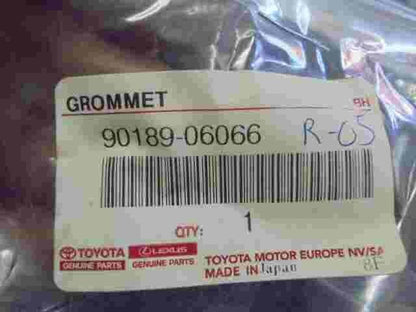 GROMMET BH
90189-06066 R-05
QTY: 1
TOYOTA LEXUS TOYOTA MOTOR EUROPE NV/SA
GENUINE PARTS GENUINE PARTS MADE IN Japan 8F